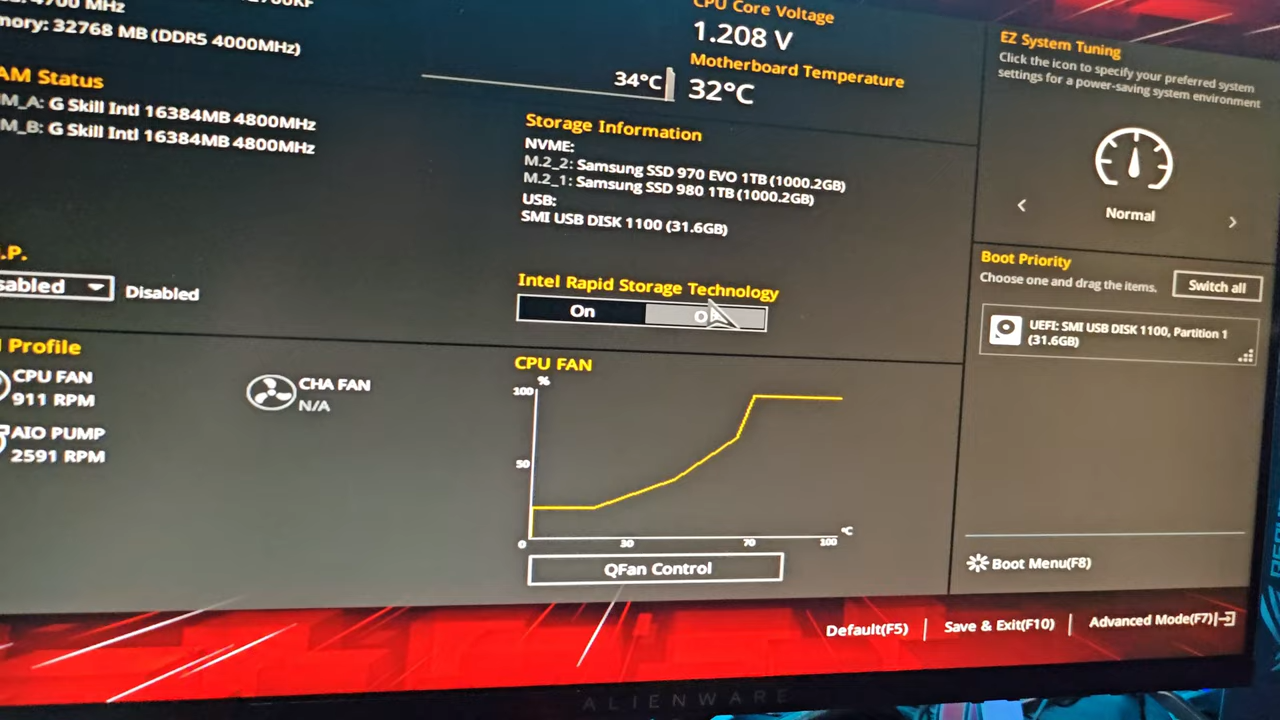 4700 MHz
mory: 32768 MB (DDR5 4000MHz)
AM Status
M_A: G Skill Intl 16384MB 4800MHz
M_B: G Skill Intl 16384MB 4800MHz
.P.
sabled
Disabled
Profile
CPU FAN
911 RPM
CHA FAN
N/A
AIO PUMP
2591 RPM
CPU Core Voltage
1.208 V
Motherboard Temperature
34°C
32°C
Storage Information
NVME:
M.2_2: Samsung SSD 970 EVO 1TB (1000.2GB)
M.2_1: Samsung SSD 980 1TB (1000.2GB)
USB:
SMI USB DISK 1100 (31.6GB)
Intel Rapid Storage Technology
On
CPU FAN
%
100
50
0
30
70
100
°C
QFan Control
EZ System Tuning
Click the icon to specify your preferred system
settings for a power-saving system environment
Normal
Boot Priority
Choose one and drag the items.
Switch all
UEFI: SMI USB DISK 1100, Partition 1
(31.6GB)
Boot Menu(F8)
Default(F5)
Save & Exit(F10)
Advanced Mode(F7)
ALIENWARE